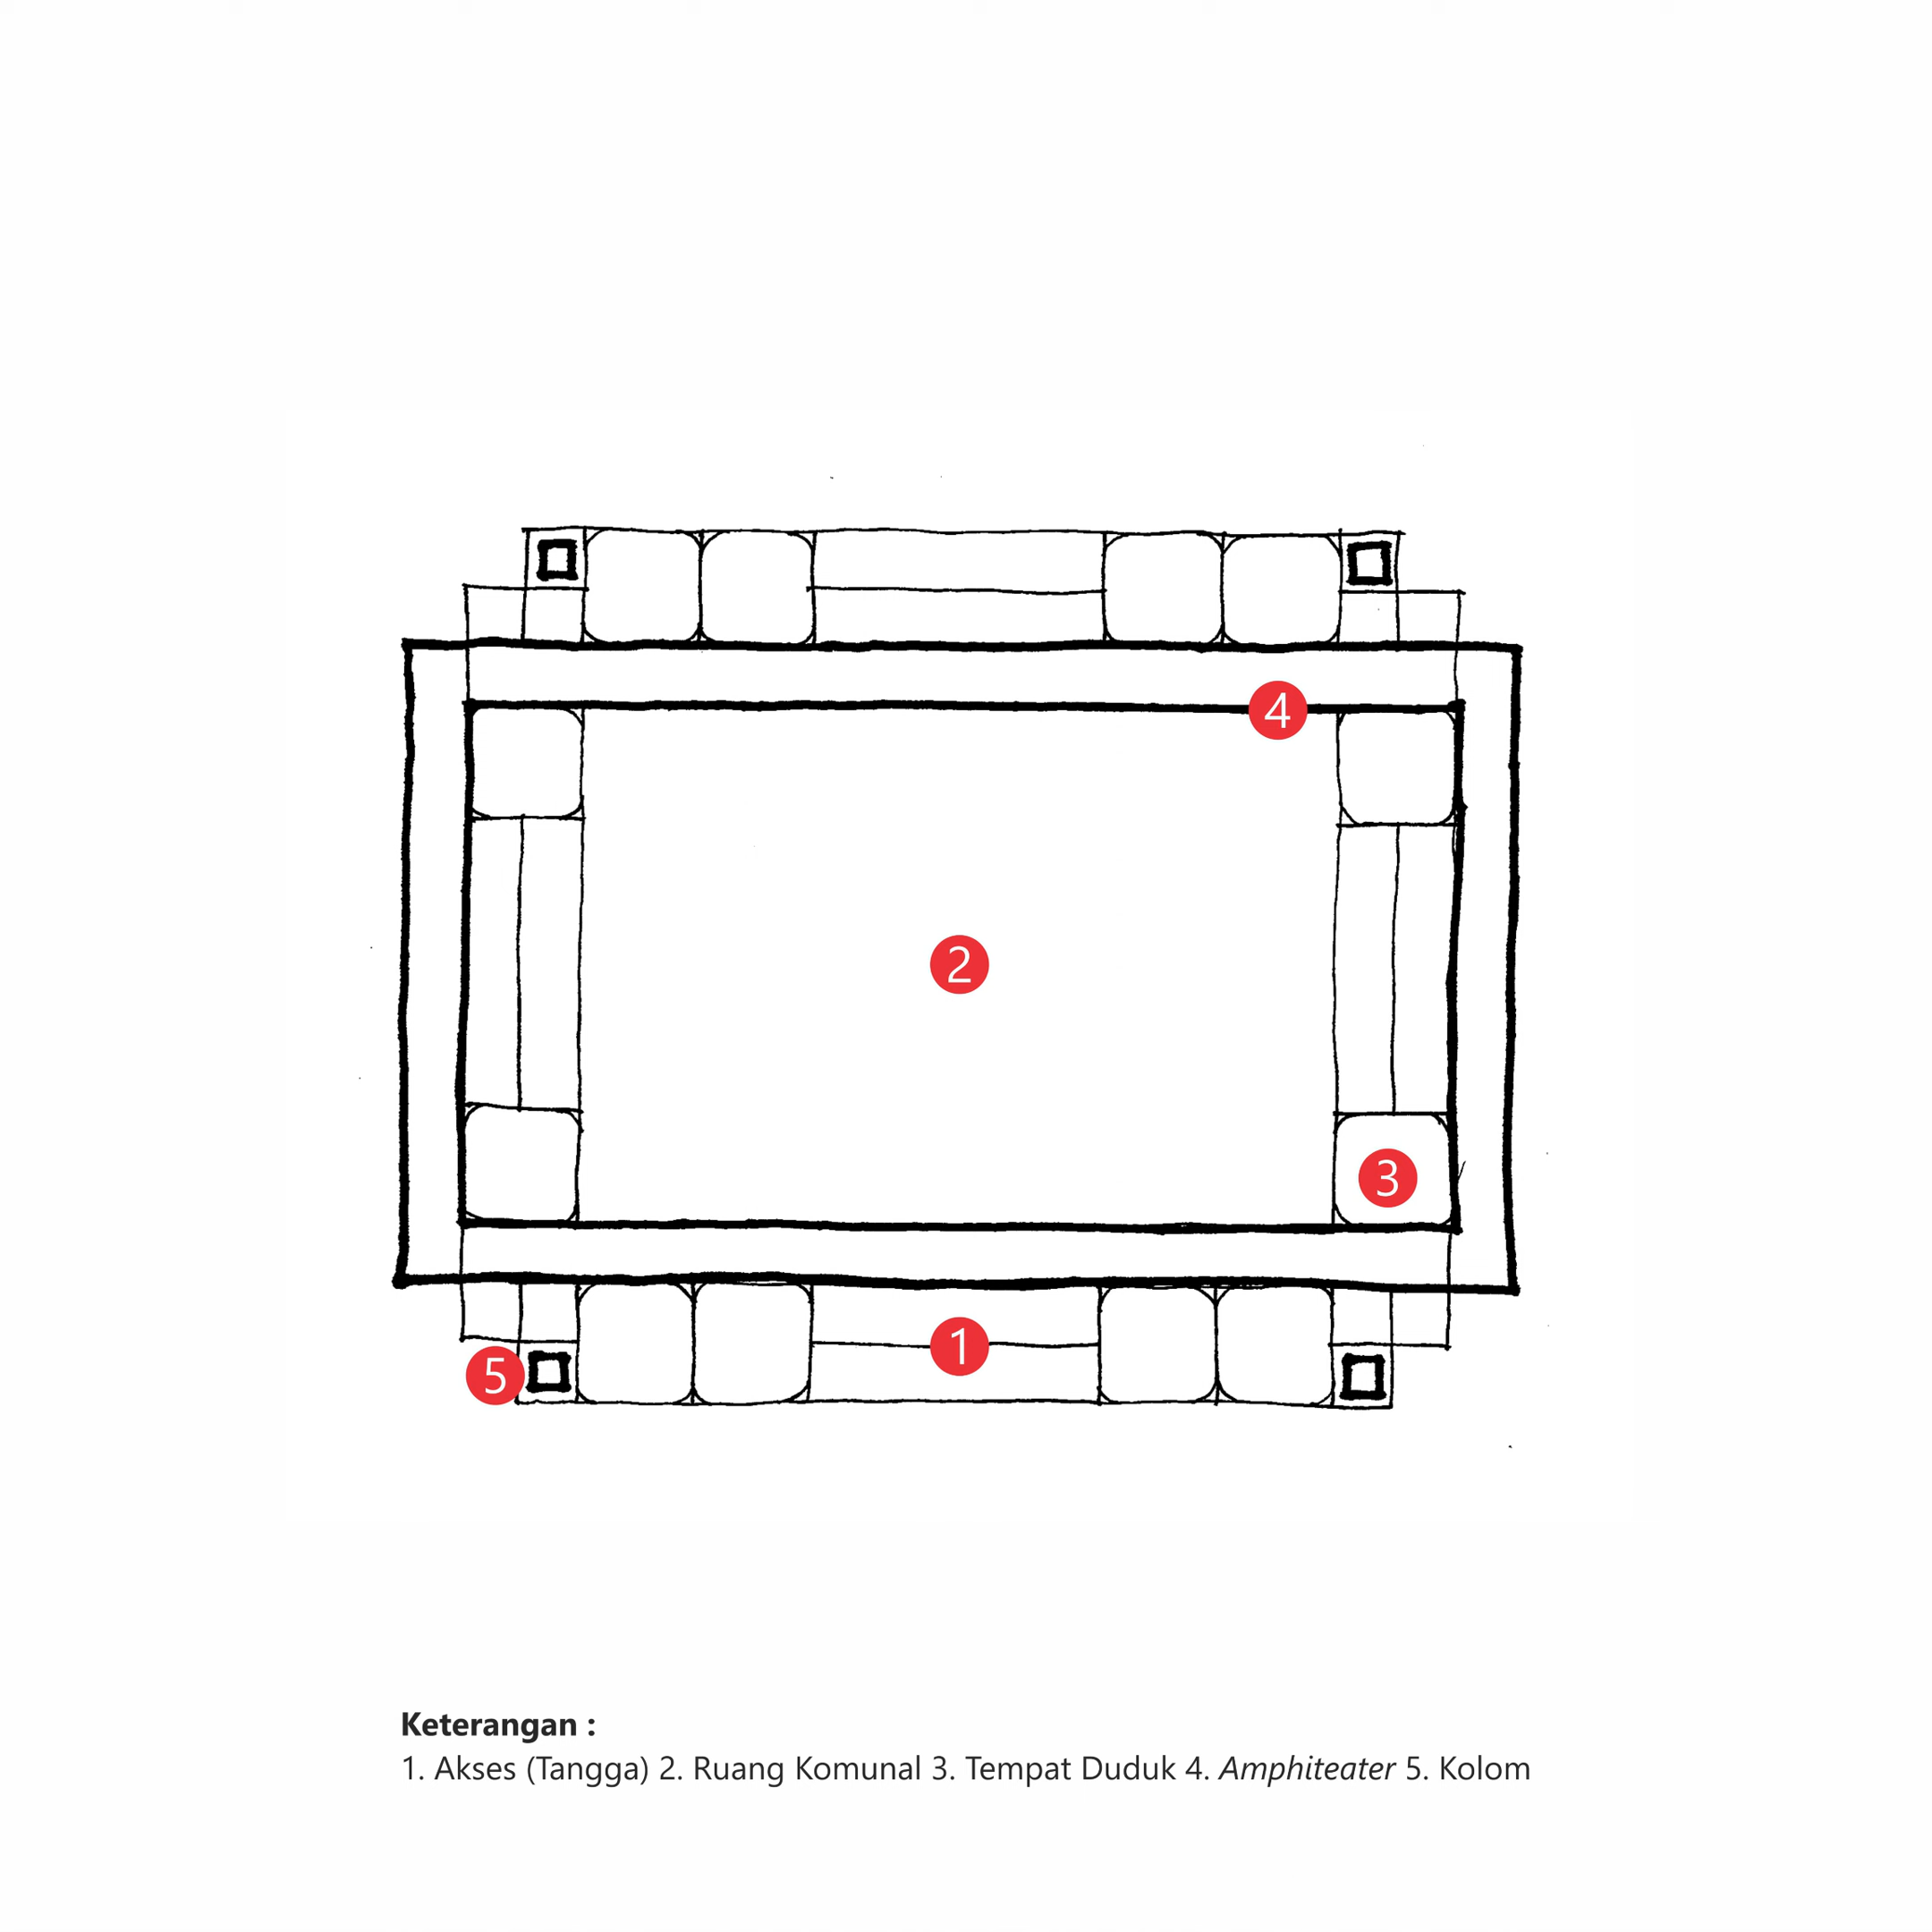 4
2
3
1
5
Keterangan :
1. Akses (Tangga) 2. Ruang Komunal 3. Tempat Duduk 4. Amphiteater 5. Kolom